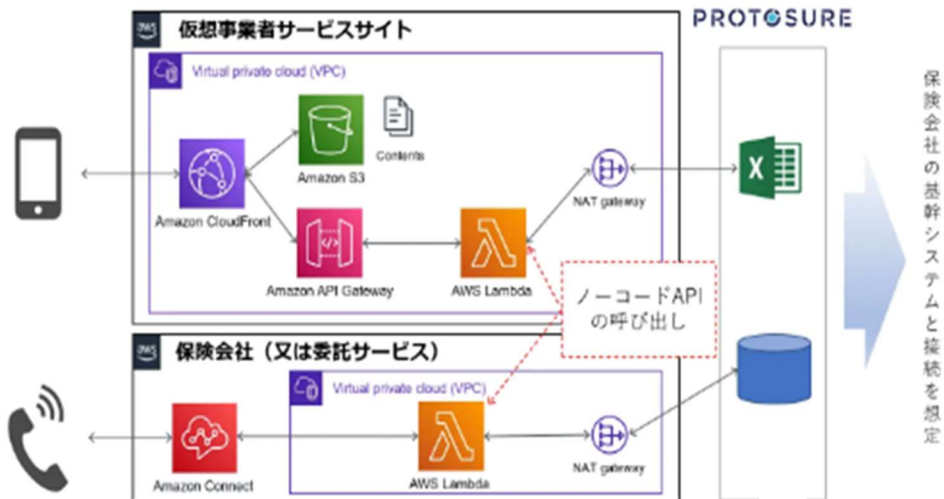 aws
仮想事業者サービスサイト
PROTOSURE
Virtual private cloud (VPC)
Contents
Amazon S3
Amazon CloudFront
NAT gateway
X
Amazon API Gateway
AWS Lambda
ノーコードAPI
の呼び出し
aws
保険会社（又は委託サービス）
Virtual private cloud (VPC)
Amazon Connect
AWS Lambda
NAT gateway
保険会社の基幹システムと接続を想定